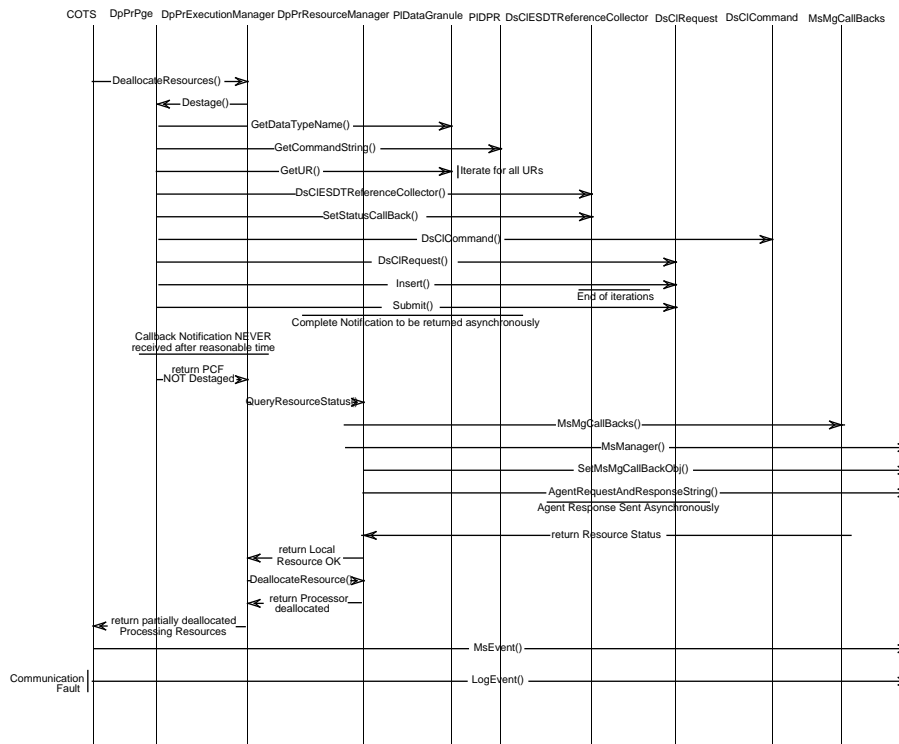 COTS DpPrPge DpPrExecutionManager DpPrResourceManager PlDataGranule PlDPR DsClESDTReferenceCollector DsClRequest DsClCommand MsMgCallBacks
DeallocateResources()
Destage()
GetDataTypeName()
GetCommandString()
GetUR() Iterate for all URs
DsClESDTReferenceCollector()
SetStatusCallBack()
DsClCommand()
DsClRequest()
Insert()
End of iterations
Submit()
Complete Notification to be returned asynchronously
Callback Notification NEVER
received after reasonable time
return PCF
NOT Destaged
QueryResourceStatus()
MsMgCallBacks()
MsManager()
SetMsMgCallBackObj()
AgentRequestAndResponseString()
Agent Response Sent Asynchronously
return Resource Status
return Local
Resource OK
DeallocateResource()
return Processor
deallocated
return partially deallocated
Processing Resources
MsEvent()
Communication
Fault
LogEvent()